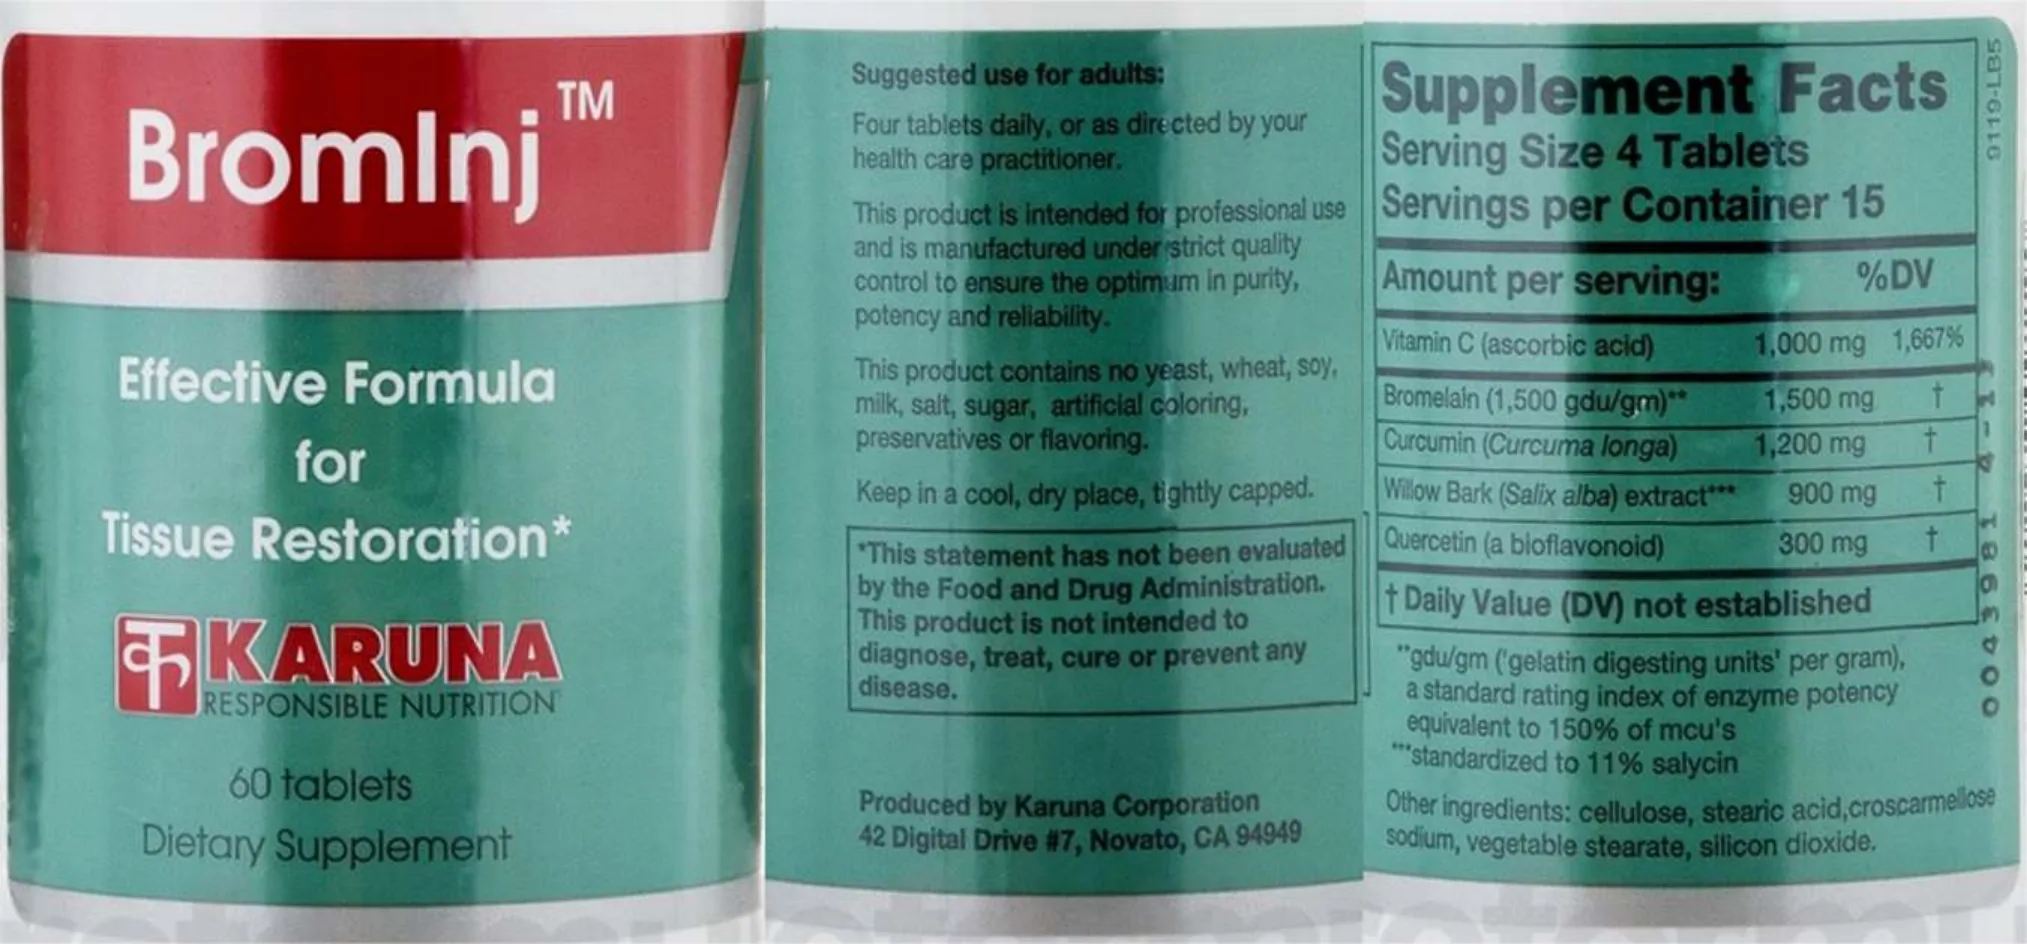 BromInj™
Effective Formula
for
Tissue Restoration*
क KARUNA
RESPONSIBLE NUTRITION
60 tablets
Dietary Supplement
Suggested use for adults:
Four tablets daily, or as directed by your
health care practitioner.
This product is intended for professional use
and is manufactured under strict quality
control to ensure the optimum in purity,
potency and reliability.
This product contains no yeast, wheat, soy,
milk, salt, sugar, artificial coloring,
preservatives or flavoring.
Keep in a cool, dry place, tightly capped.
*This statement has not been evaluated
by the Food and Drug Administration.
This product is not intended to
diagnose, treat, cure or prevent any
disease.
Produced by Karuna Corporation
42 Digital Drive #7, Novato, CA 94949
Supplement Facts
Serving Size 4 Tablets
Servings per Container 15
Amount per serving: %DV
Vitamin C (ascorbic acid) 1,000 mg 1,667%
Bromelain (1,500 gdu/gm)** 1,500 mg †
Curcumin (Curcuma longa) 1,200 mg †
Willow Bark (Salix alba) extract*** 900 mg †
Quercetin (a bioflavonoid) 300 mg †
† Daily Value (DV) not established
**gdu/gm ('gelatin digesting units' per gram),
a standard rating index of enzyme potency
equivalent to 150% of mcu's
***standardized to 11% salycin
Other ingredients: cellulose, stearic acid,croscarmellose
sodium, vegetable stearate, silicon dioxide.
9119-LB5